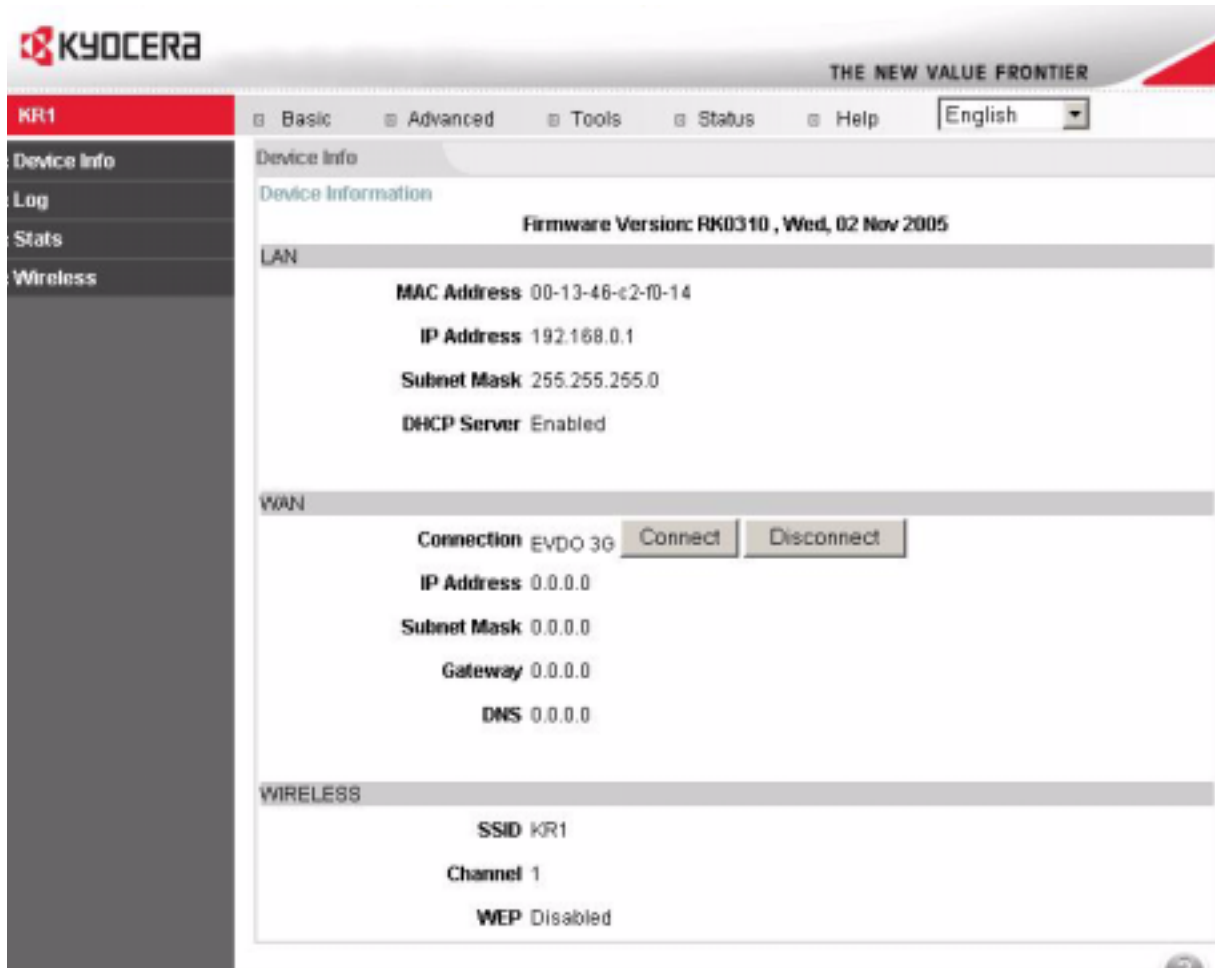 KYOCERA
THE NEW VALUE FRONTIER
KR1
Basic Advanced Tools Status Help English
Device Info
Log
Stats
Wireless
Device Info
Device Information
Firmware Version: RK0310 , Wed, 02 Nov 2005
LAN
MAC Address 00-13-46-c2-f0-14
IP Address 192.168.0.1
Subnet Mask 255.255.255.0
DHCP Server Enabled
WAN
Connection EVDO 3G Connect Disconnect
IP Address 0.0.0.0
Subnet Mask 0.0.0.0
Gateway 0.0.0.0
DNS 0.0.0.0
WIRELESS
SSID KR1
Channel 1
WEP Disabled